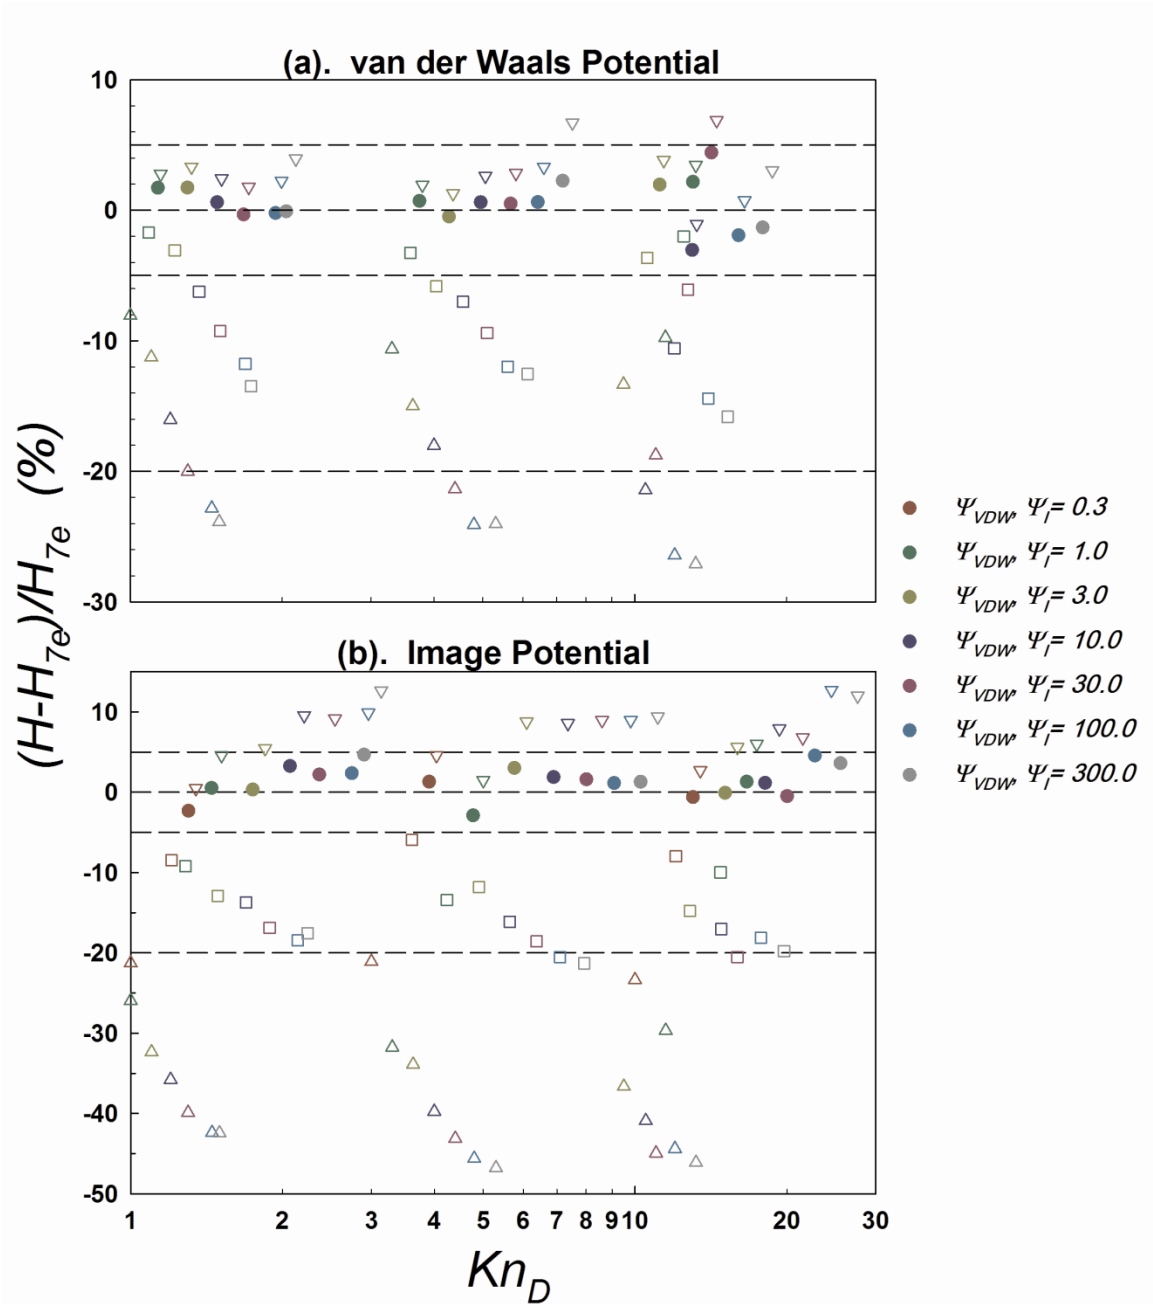 (a). van der Waals Potential
10
0
-10
-20
-30
(H-H7e)/H7e (%)
(b). Image Potential
10
0
-10
-20
-30
-40
-50
1 2 3 4 5 6 7 8 9 10 20 30
KnD
ΨVDW, ΨI= 0.3
ΨVDW, ΨI= 1.0
ΨVDW, ΨI= 3.0
ΨVDW, ΨI= 10.0
ΨVDW, ΨI= 30.0
ΨVDW, ΨI= 100.0
ΨVDW, ΨI= 300.0